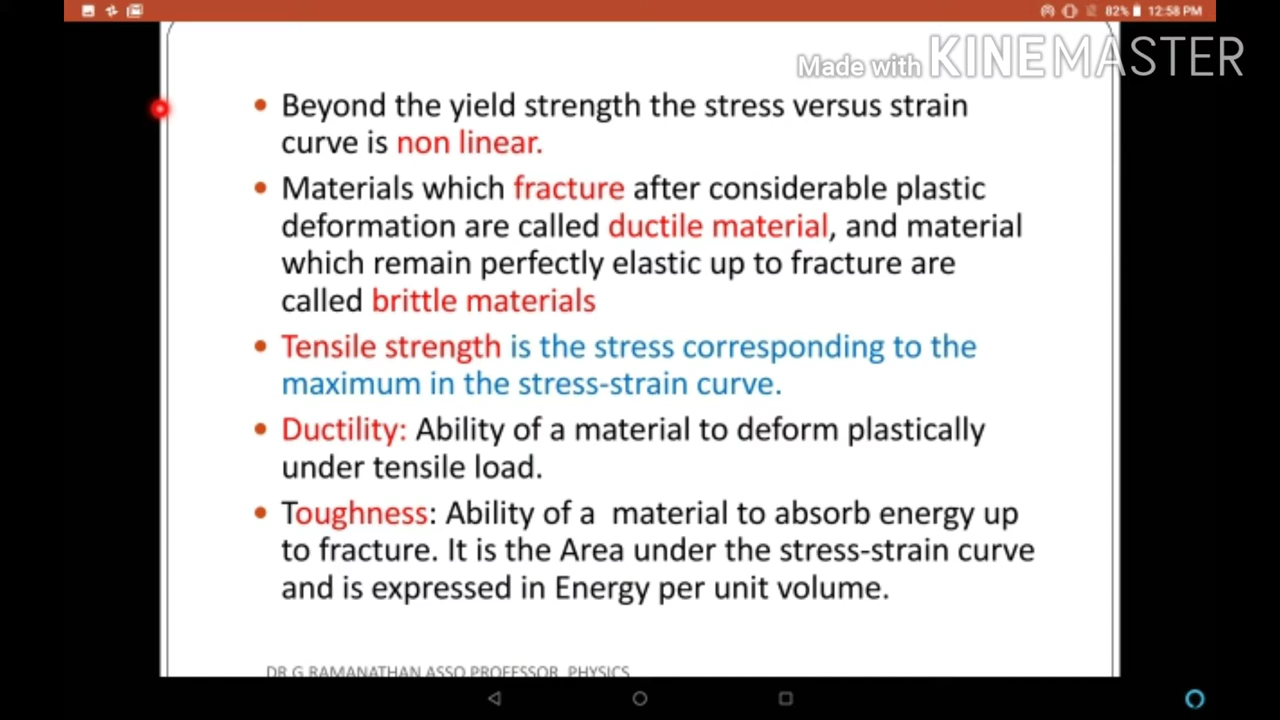 82% 12:58 PM
Made with KINEMASTER
• Beyond the yield strength the stress versus strain
curve is non linear.
• Materials which fracture after considerable plastic
deformation are called ductile material, and material
which remain perfectly elastic up to fracture are
called brittle materials
• Tensile strength is the stress corresponding to the
maximum in the stress-strain curve.
• Ductility: Ability of a material to deform plastically
under tensile load.
• Toughness: Ability of a  material to absorb energy up
to fracture. It is the Area under the stress-strain curve
and is expressed in Energy per unit volume.
DR G RAMANATHAN ASSO PROFESSOR PHYSICS